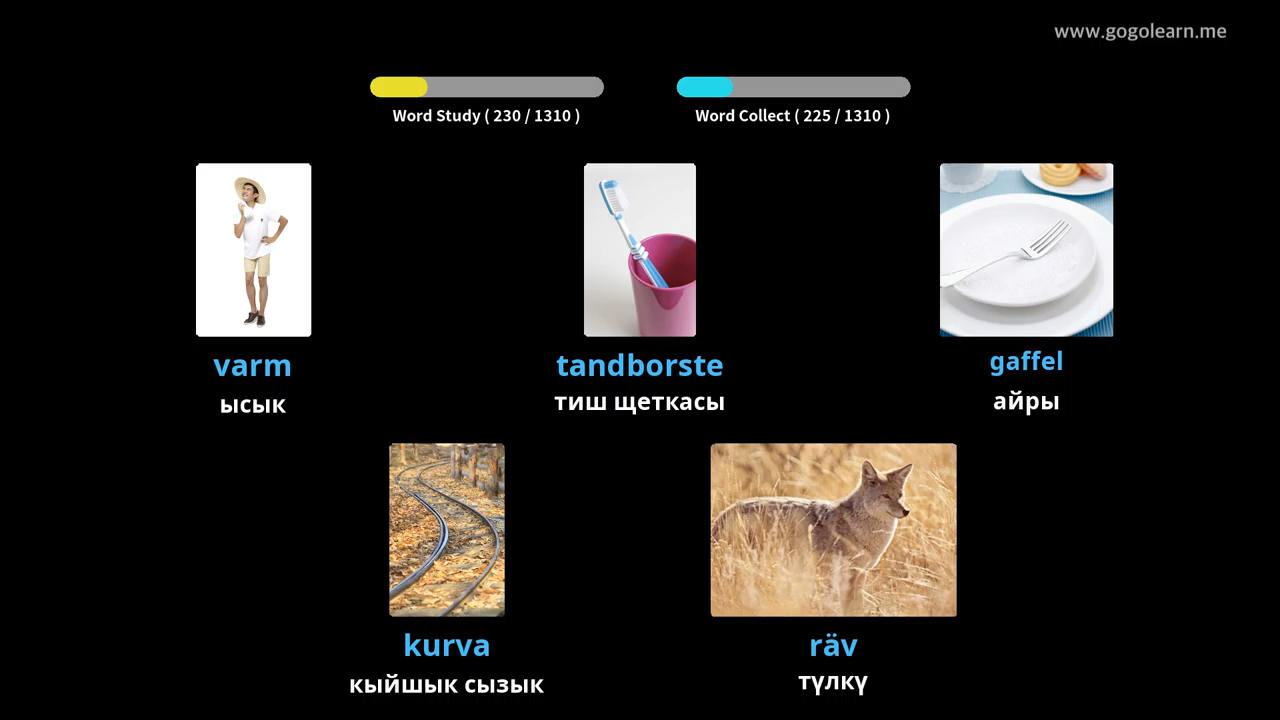 www.gogolearn.me
Word Study ( 230 / 1310 )
Word Collect ( 225 / 1310 )
varm
ысык
tandborste
тиш щеткасы
gaffel
айры
kurva
кыйшык сызык
räv
түлкү